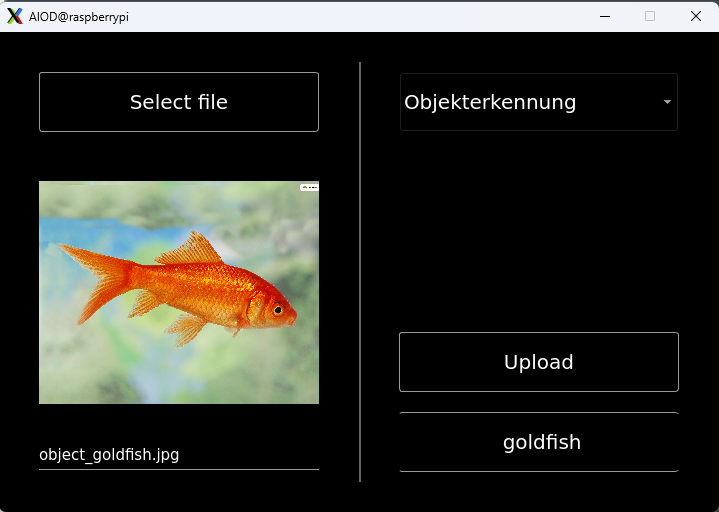 AIOD@raspberrypi
Select file
object_goldfish.jpg
Objekterkennung
Upload
goldfish